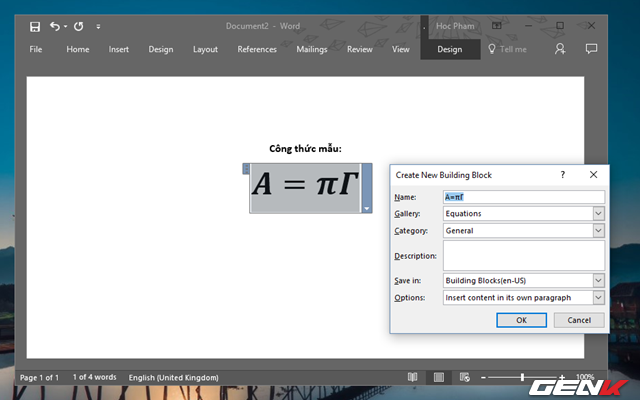 Document2 - Word
Hoc Pham
File Home Insert Design Layout References Mailings Review View Design Tell me
Công thức mẫu:
A = πΓ
Create New Building Block
Name: A=πΓ
Gallery: Equations
Category: General
Description:
Save in: Building Blocks(en-US)
Options: Insert content in its own paragraph
OK Cancel
Page 1 of 1 1 of 4 words English (United Kingdom) 100%
GENK